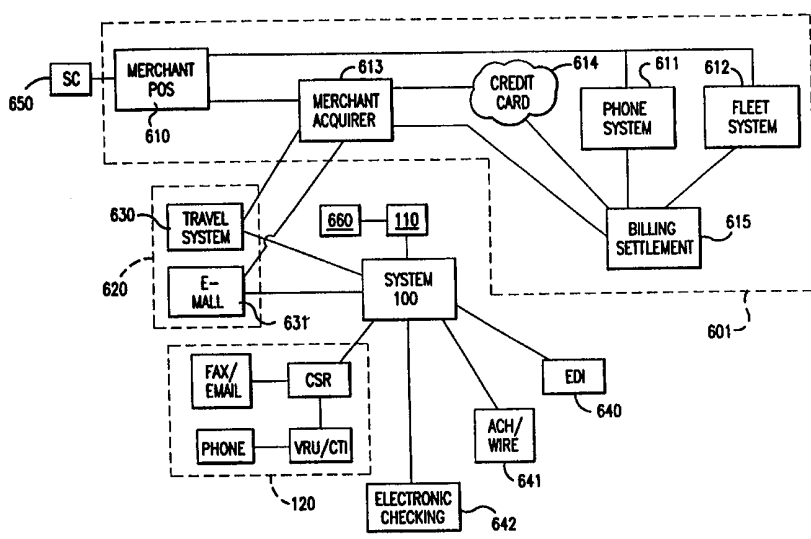 613
614
611
612
650
SC
MERCHANT
POS
610
MERCHANT
ACQUIRER
CREDIT
CARD
PHONE
SYSTEM
FLEET
SYSTEM
630
TRAVEL
SYSTEM
660
110
BILLING
SETTLEMENT
615
620
E-
MALL
631
SYSTEM
100
601
FAX/
EMAIL
CSR
EDI
640
PHONE
VRU/CTI
ACH/
WIRE
641
120
ELECTRONIC
CHECKING
642